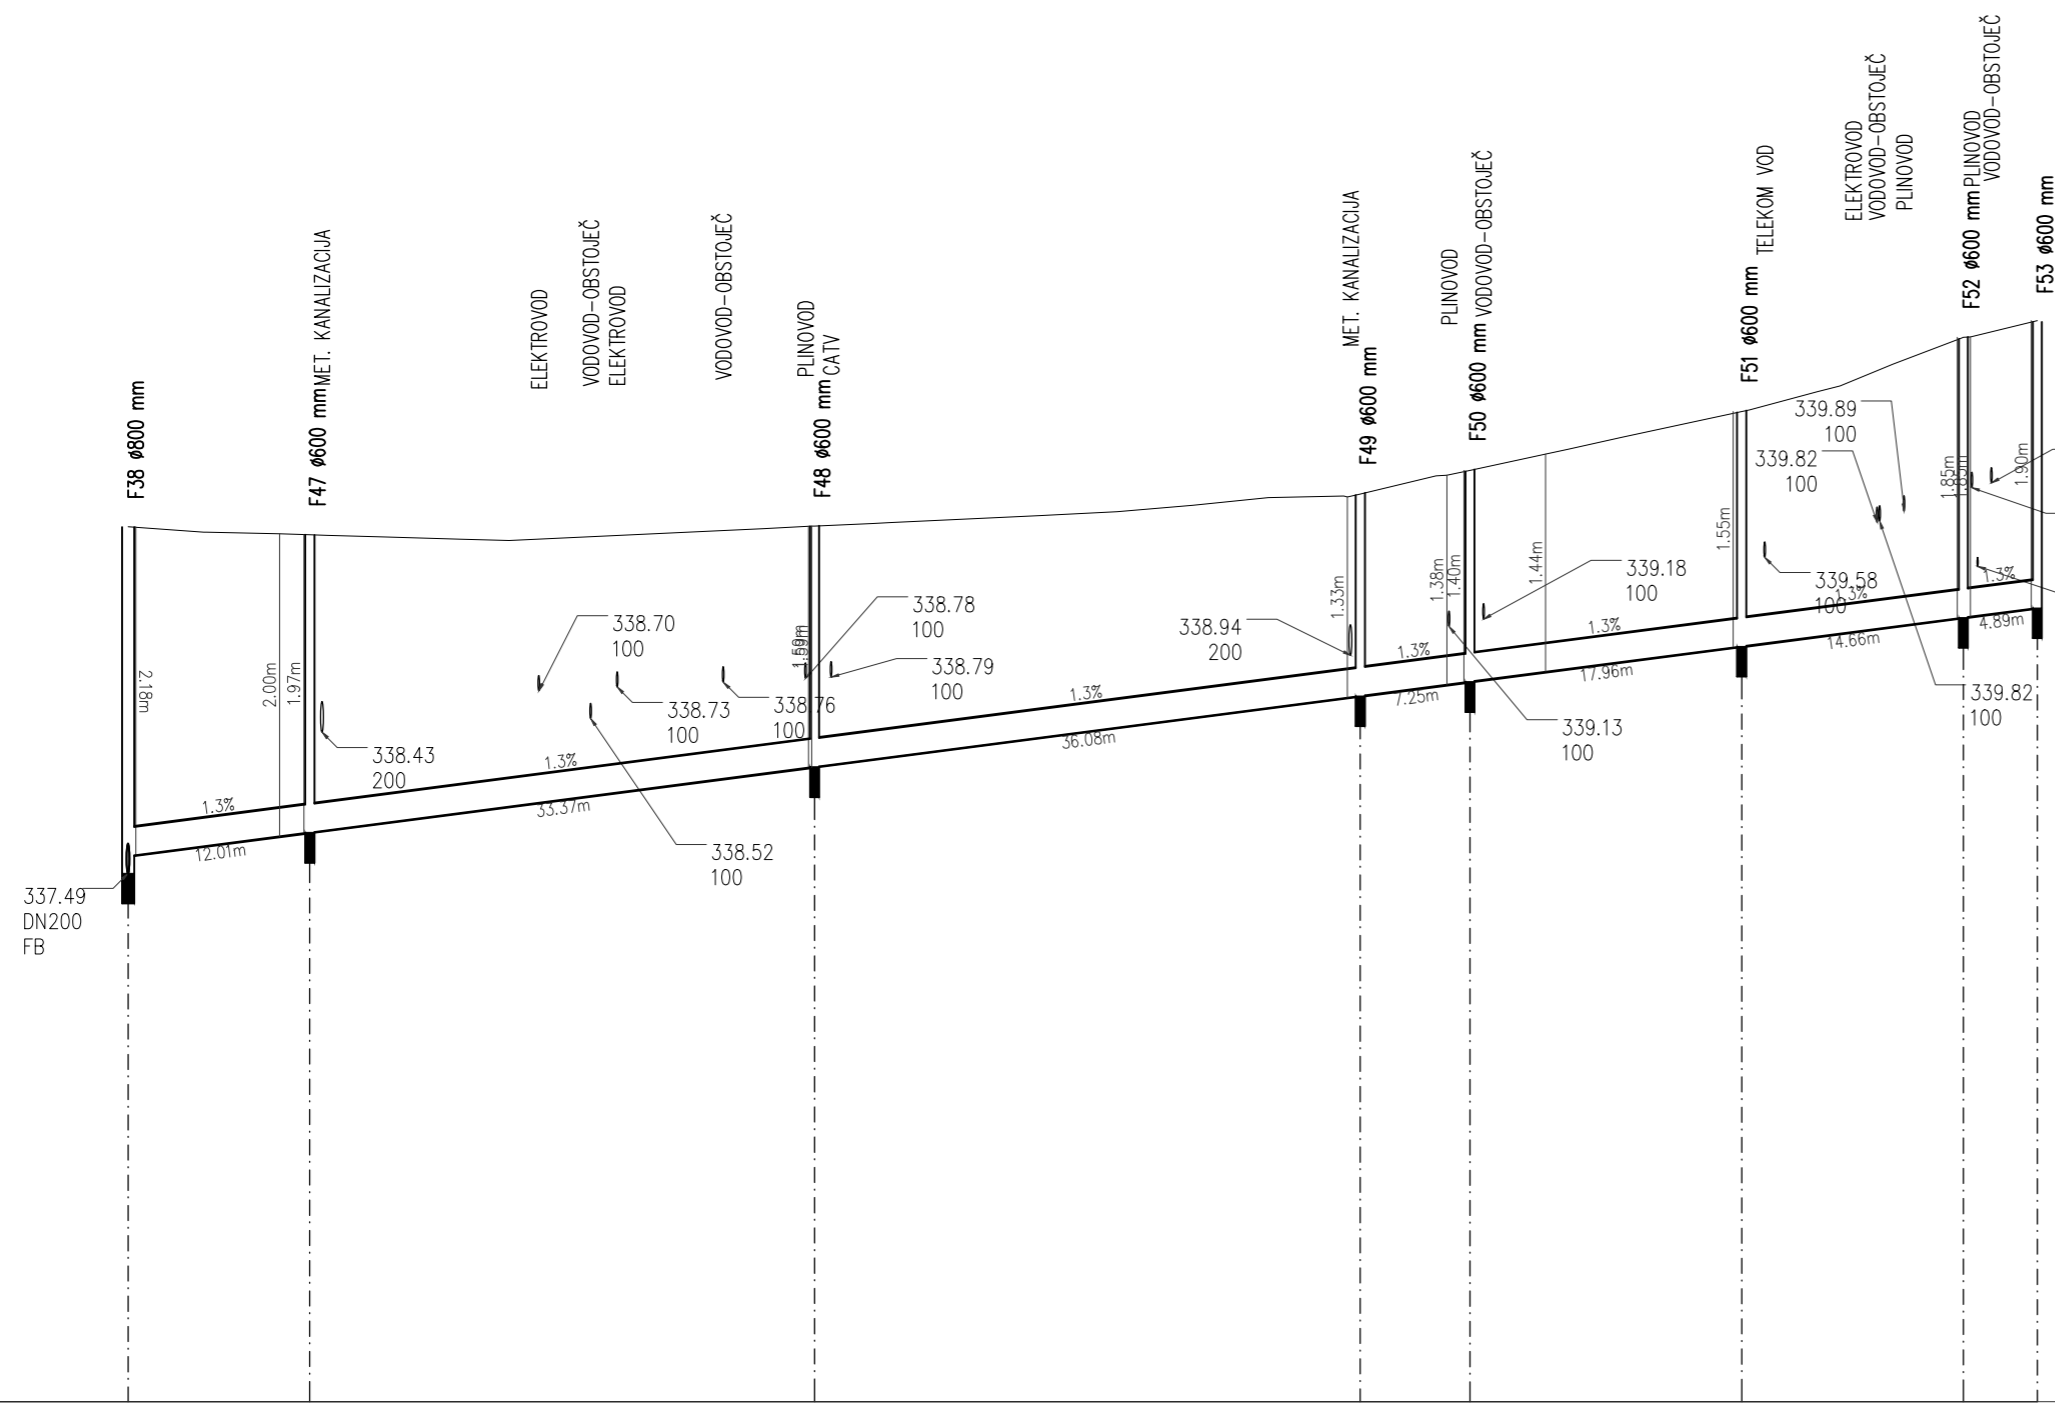 F38 ø800 mm
F47 ø600 mm
MET. KANALIZACIJA
ELEKTROVOD
VODOVOD-OBSTOJEČ
ELEKTROVOD
VODOVOD-OBSTOJEČ
PLINOVOD
CATV
F48 ø600 mm
MET. KANALIZACIJA
F49 ø600 mm
PLINOVOD
VODOVOD-OBSTOJEČ
F50 ø600 mm
TELEKOM VOD
F51 ø600 mm
ELEKTROVOD
VODOVOD-OBSTOJEČ
PLINOVOD
PLINOVOD
VODOVOD-OBSTOJEČ
F52 ø600 mm
F53 ø600 mm
2.18m
2.00m
1.97m
1.59m
1.33m
1.38m
1.40m
1.44m
1.55m
1.85m
1.90m
338.43
200
338.70
100
338.73
100
338.52
100
338.76
100
338.78
100
338.79
100
338.94
200
339.13
100
339.18
100
339.58
100
339.82
100
339.89
100
339.82
100
1.3%
12.01m
1.3%
33.37m
1.3%
36.08m
1.3%
7.25m
1.3%
17.96m
1.3%
14.66m
1.3%
4.89m
337.49
DN200
FB